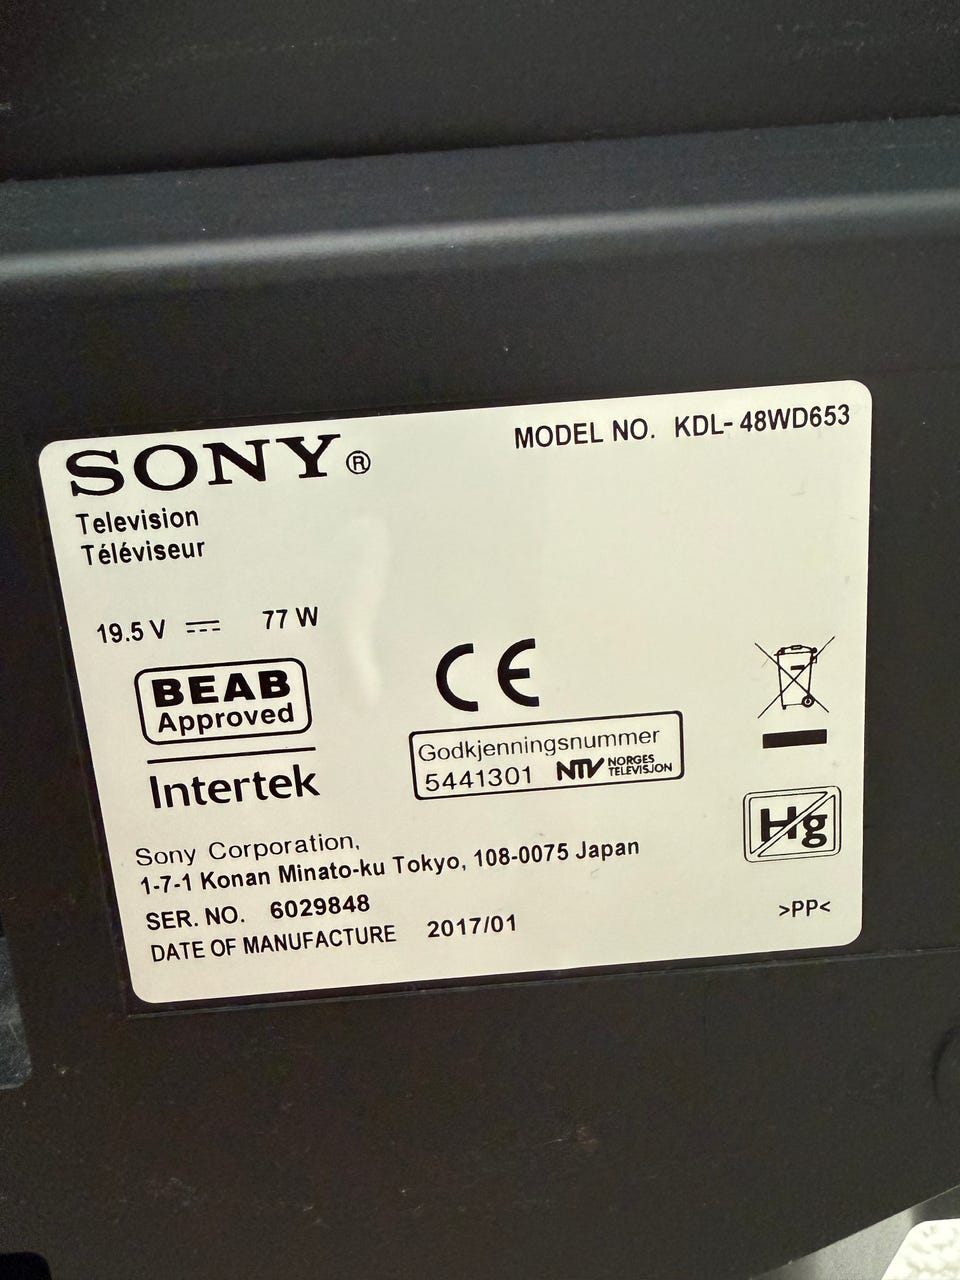 SONY®
MODEL NO. KDL-48WD653
Television
Téléviseur
19.5 V ⎓ 77 W
BEAB
Approved
Intertek
CE
Godkjenningsnummer
5441301 NTV NORGES
TELEVISJON
Hg
Sony Corporation,
1-7-1 Konan Minato-ku Tokyo, 108-0075 Japan
SER. NO. 6029848
DATE OF MANUFACTURE 2017/01
>PP<